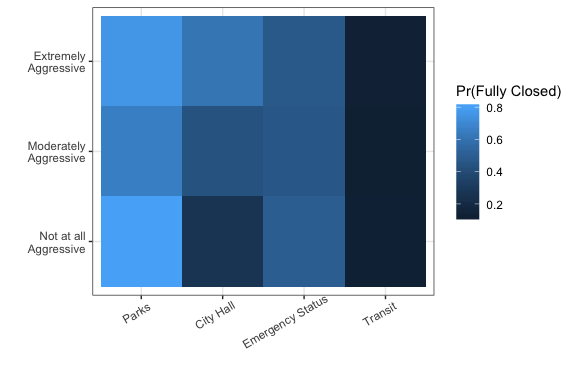 Extremely
Aggressive
Moderately
Aggressive
Not at all
Aggressive
Parks
City Hall
Emergency Status
Transit
Pr(Fully Closed)
0.8
0.6
0.4
0.2